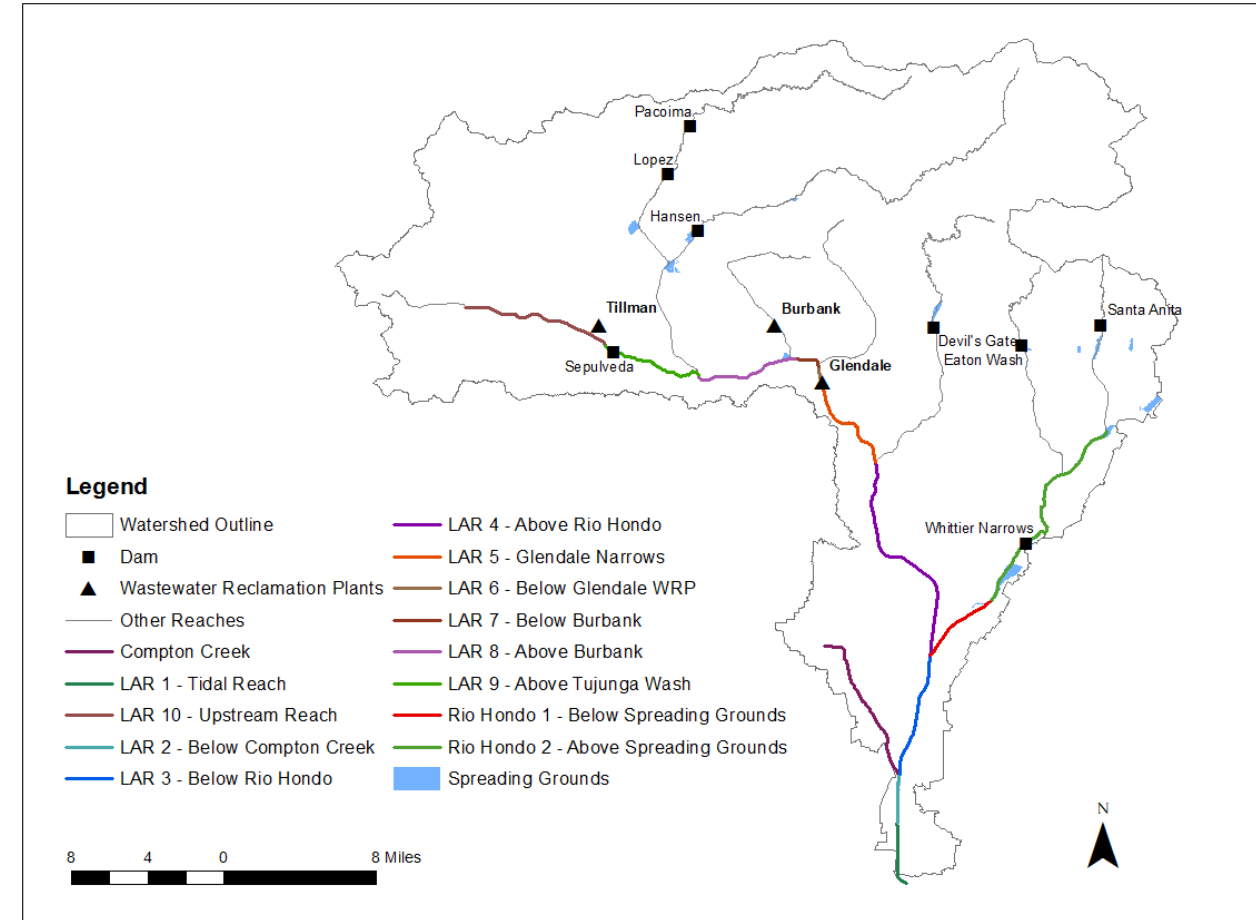 Pacoima
Lopez
Hansen
Tillman
Burbank
Santa Anita
Devil's Gate
Eaton Wash
Sepulveda
Glendale
Whittier Narrows
Legend
Watershed Outline
Dam
Wastewater Reclamation Plants
Other Reaches
Compton Creek
LAR 1 - Tidal Reach
LAR 10 - Upstream Reach
LAR 2 - Below Compton Creek
LAR 3 - Below Rio Hondo
LAR 4 - Above Rio Hondo
LAR 5 - Glendale Narrows
LAR 6 - Below Glendale WRP
LAR 7 - Below Burbank
LAR 8 - Above Burbank
LAR 9 - Above Tujunga Wash
Rio Hondo 1 - Below Spreading Grounds
Rio Hondo 2 - Above Spreading Grounds
Spreading Grounds
N
8 4 0 8 Miles